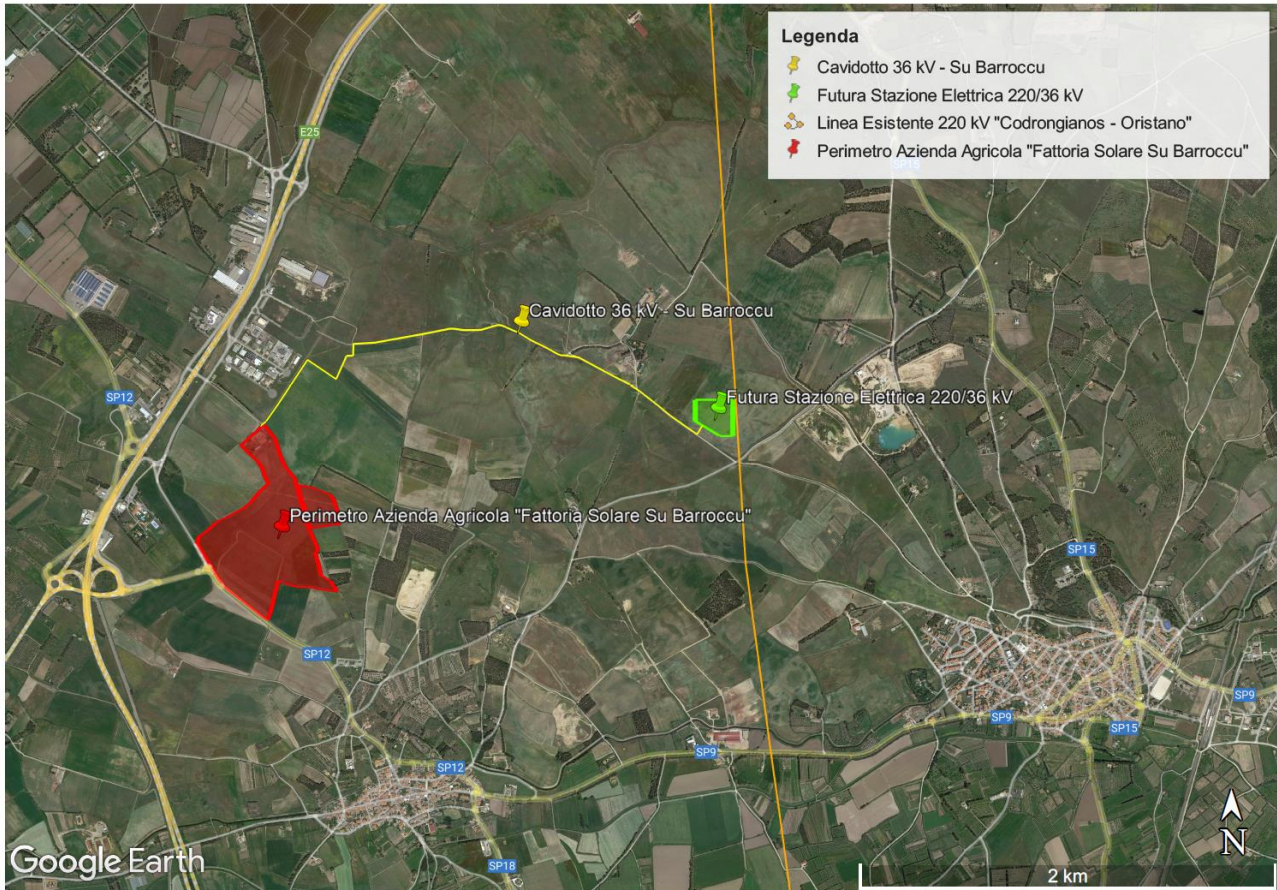 Legenda
Cavidotto 36 kV - Su Barroccu
Futura Stazione Elettrica 220/36 kV
Linea Esistente 220 kV "Codrongianos - Oristano"
Perimetro Azienda Agricola "Fattoria Solare Su Barroccu"
E25
Cavidotto 36 kV - Su Barroccu
SP12
Futura Stazione Elettrica 220/36 kV
Perimetro Azienda Agricola "Fattoria Solare Su Barroccu"
SP15
SP12
SP9
SP9
SP15
SP9
SP12
SP18
N
Google Earth
2 km